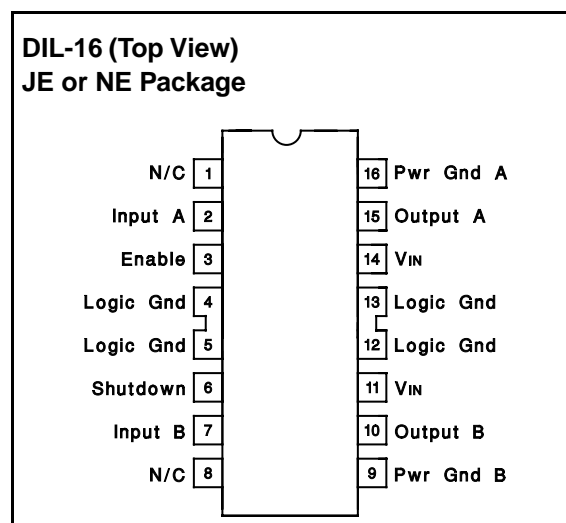 DIL-16 (Top View)
JE or NE Package
N/C 1 16 Pwr Gnd A
Input A 2 15 Output A
Enable 3 14 VIN
Logic Gnd 4 13 Logic Gnd
Logic Gnd 5 12 Logic Gnd
Shutdown 6 11 VIN
Input B 7 10 Output B
N/C 8 9 Pwr Gnd B